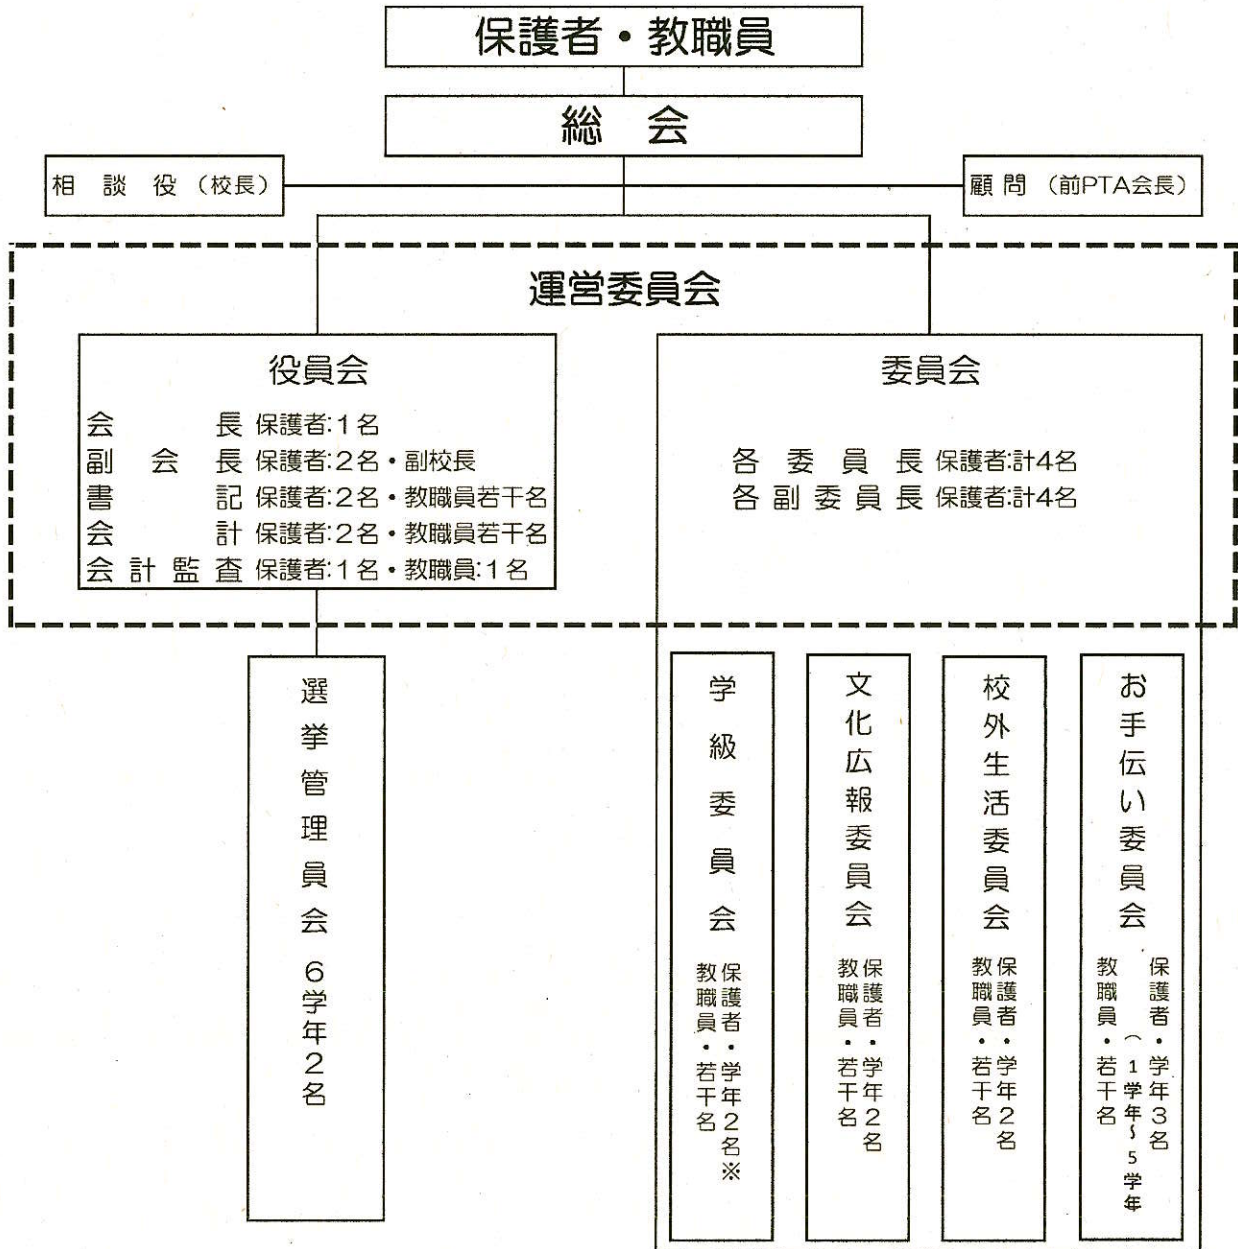 保護者・教職員
総 会
相 談 役 （校長）
顧 問 （前PTA会長）
運営委員会
役員会
会 長 保護者:1名
副 会 長 保護者:2名・副校長
書 記 保護者:2名・教職員若干名
会 計 保護者:2名・教職員若干名
会 計 監 査 保護者:1名・教職員:1名
委員会
各 委 員 長 保護者:計4名
各 副 委 員 長 保護者:計4名
選挙管理員会 6学年2名
学級委員会
保護者・学年2名※
教職員・若干名
文化広報委員会
保護者・学年2名
教職員・若干名
校外生活委員会
保護者・学年2名
教職員・若干名
お手伝い委員会
保護者・学年3名
（1学年〜5学年
教職員・若干名